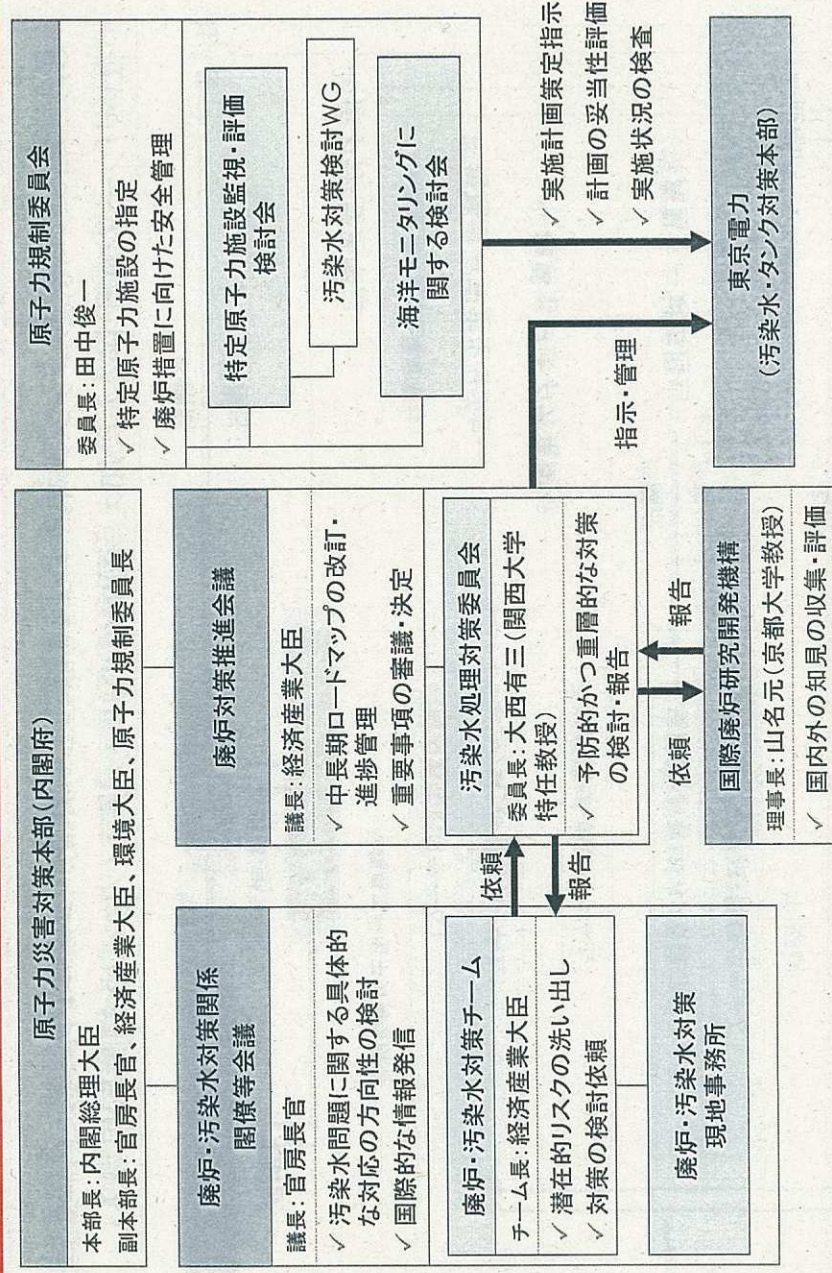 原子力災害対策本部(内閣府)
本部長:内閣総理大臣
副本部長:官房長官、経済産業大臣、環境大臣、原子力規制委員長
廃炉・汚染水対策関係
閣僚等会議
議長:官房長官
✓ 汚染水問題に関する具体的
な対応の方向性の検討
✓ 国際的な情報発信
廃炉・汚染水対策チーム
チーム長:経済産業大臣
✓ 潜在的リスクの洗い出し
✓ 対策の検討依頼
廃炉・汚染水対策
現地事務所
依頼
報告
廃炉対策推進会議
議長:経済産業大臣
✓ 中長期ロードマップの改訂・
進捗管理
✓ 重要事項の審議・決定
汚染水処理対策委員会
委員長:大西有三(関西大学
特任教授)
✓ 予防的かつ重層的な対策
の検討・報告
依頼
報告
国際廃炉研究開発機構
理事長:山名元(京都大学教授)
✓ 国内外の知見の収集・評価
原子力規制委員会
委員長:田中俊一
✓ 特定原子力施設の指定
✓ 廃炉措置に向けた安全管理
特定原子力施設監視・評価
検討会
汚染水対策検討WG
海洋モニタリングに
関する検討会
指示・管理
✓ 実施計画策定指示
✓ 計画の妥当性評価
✓ 実施状況の検査
東京電力
(汚染水・タンク対策本部)